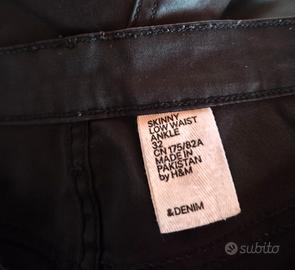 SKINNY
LOW WAIST
ANKLE
32
CN 175/82A
MADE IN
PAKISTAN
by H&M
&DENIM
subito